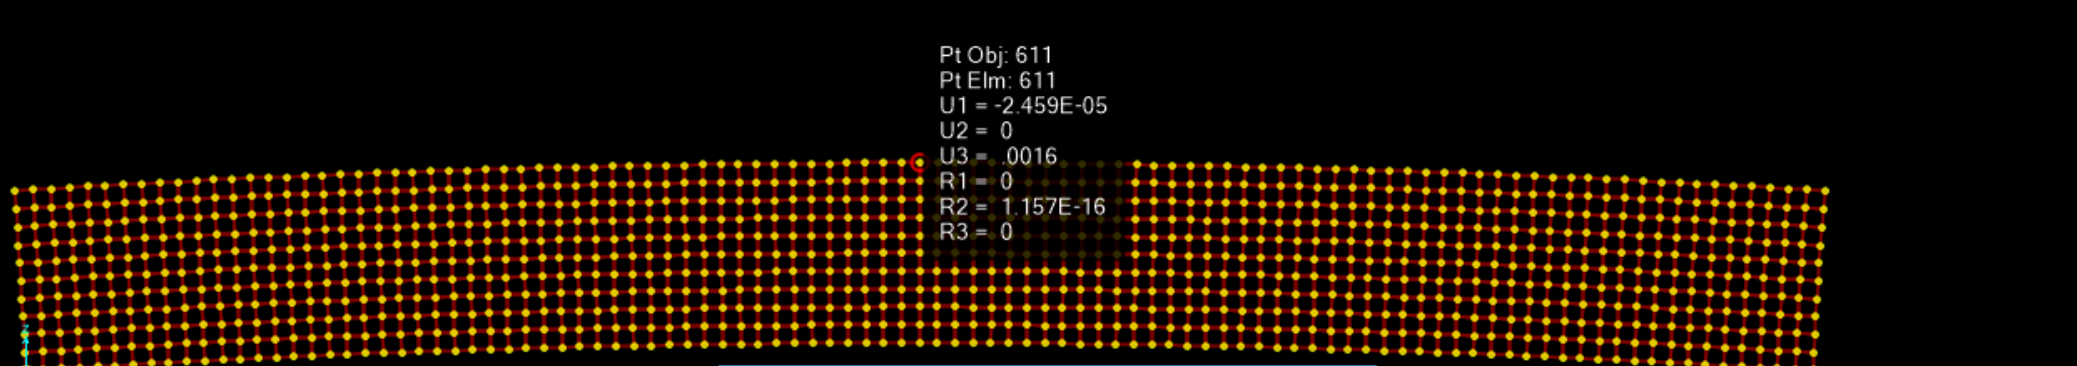 Pt Obj: 611
Pt Elm: 611
U1 = -2.459E-05
U2 = 0
U3 = .0016
R1 = 0
R2 = 1.157E-16
R3 = 0